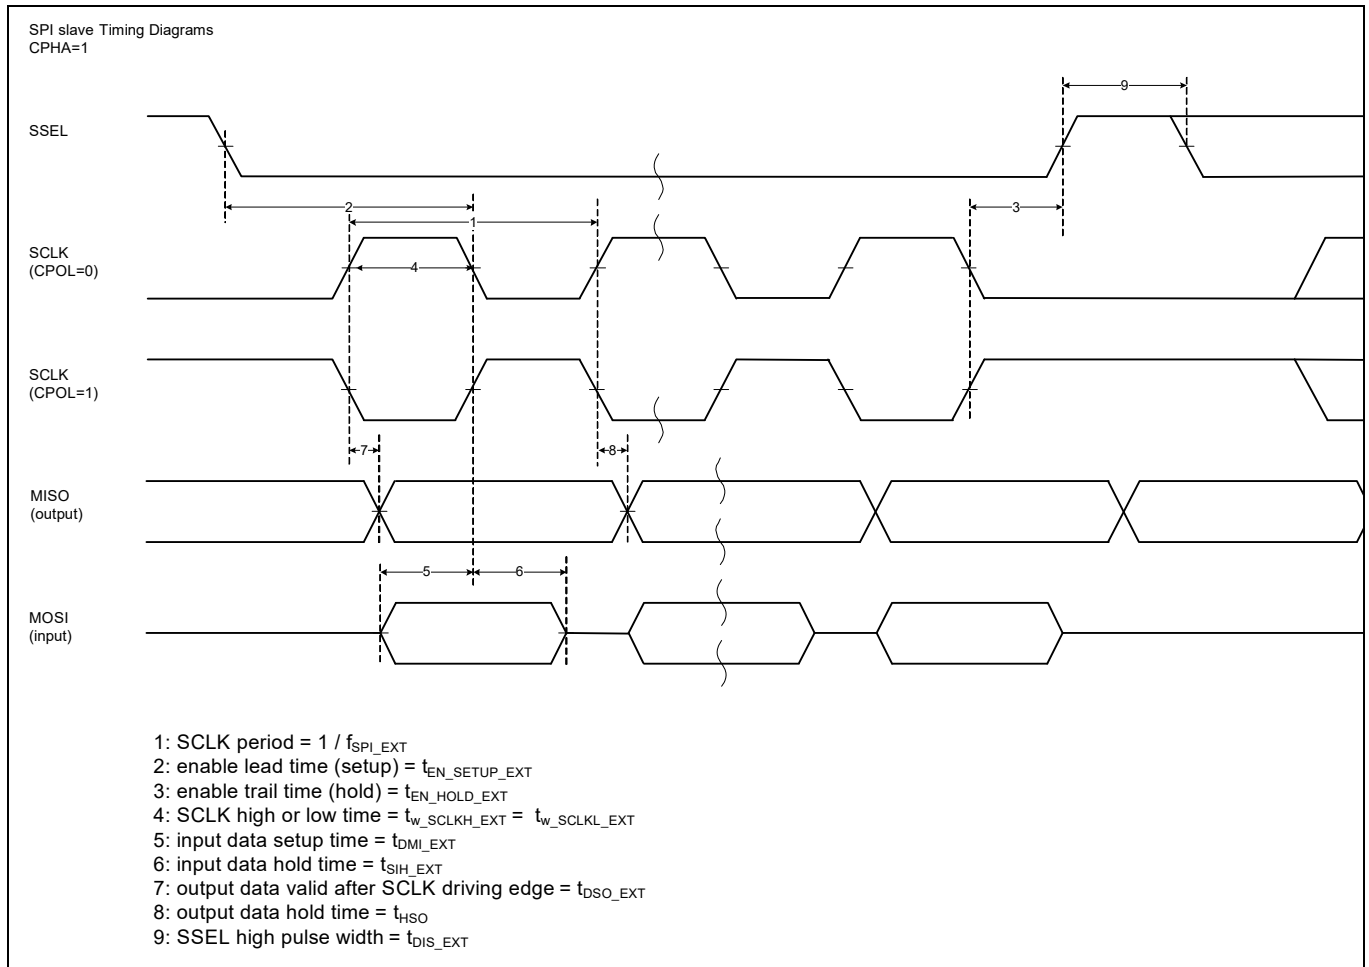 SPI slave Timing Diagrams
CPHA=1
9
SSEL
2
3
1
SCLK
(CPOL=0)
4
SCLK
(CPOL=1)
7
8
MISO
(output)
5
6
MOSI
(input)
1: SCLK period = 1 / fSPI_EXT
2: enable lead time (setup) = tEN_SETUP_EXT
3: enable trail time (hold) = tEN_HOLD_EXT
4: SCLK high or low time = tw_SCLKH_EXT = tw_SCLKL_EXT
5: input data setup time = tDMI_EXT
6: input data hold time = tSIH_EXT
7: output data valid after SCLK driving edge = tDSO_EXT
8: output data hold time = tHSO
9: SSEL high pulse width = tDIS_EXT